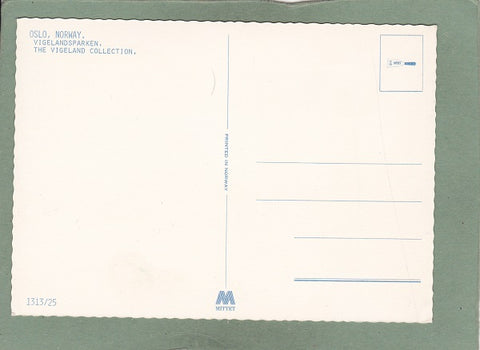 OSLO, NORWAY.
VIGELANDSPARKEN.
THE VIGELAND COLLECTION.
PRINTED IN NORWAY
1313/25
MITTET